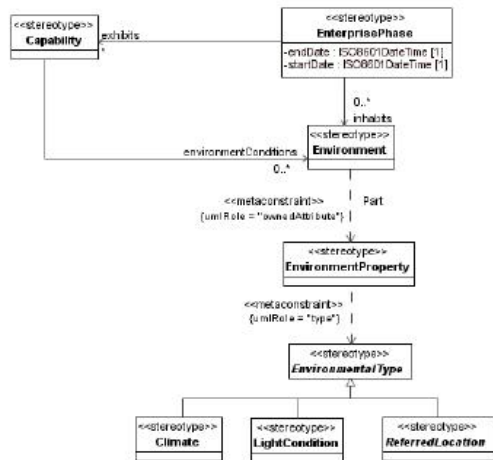 <<stereotype>>
Capability
exhibits
*
<<stereotype>>
EnterprisePhase
-endDate : ISO8601DateTime [1]
-startDate : ISO8601DateTime [1]
0..*
inhabits
<<stereotype>>
Environment
environmentConditions
0..*
<<metaconstraint>>
{umlRole = "ownedAttribute"}
Part
<<stereotype>>
EnvironmentProperty
<<metaconstraint>>
{umlRole = "type"}
<<stereotype>>
EnvironmentalType
<<stereotype>>
Climate
<<stereotype>>
LightCondition
<<stereotype>>
ReferredLocation